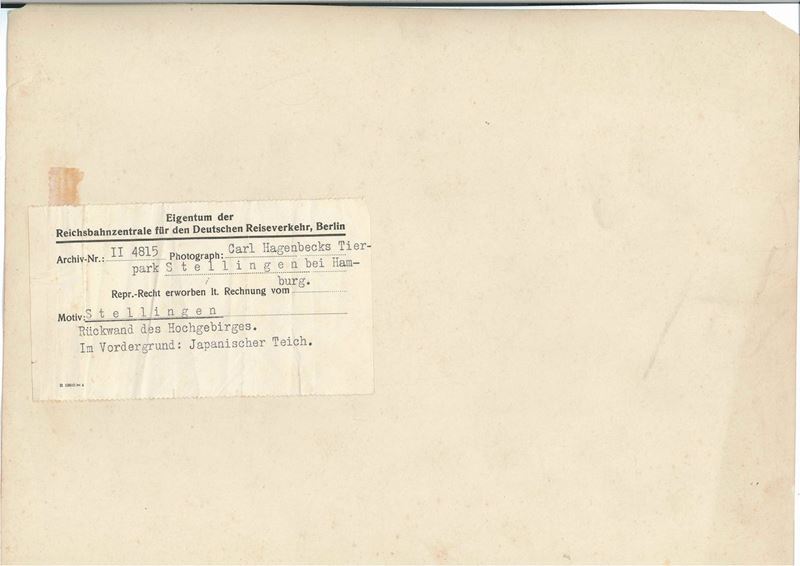 Eigentum der
Reichsbahnzentrale für den Deutschen Reiseverkehr, Berlin
Archiv-Nr.: II 4815 Photograph: Carl Hagenbecks Tier-
park Stellingen bei Ham-
burg.
Repr.-Recht erworben lt. Rechnung vom
Motiv: Stellingen
Rückwand des Hochgebirges.
Im Vordergrund: Japanischer Teich.